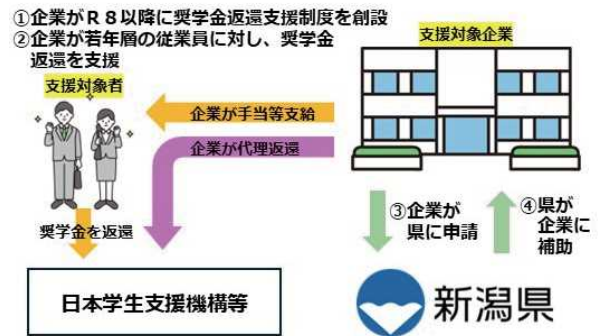 ①企業がR８以降に奨学金返還支援制度を創設
②企業が若年層の従業員に対し、奨学金
返還を支援
支援対象企業
支援対象者
企業が手当等支給
企業が代理返還
奨学金を返還
③企業が
県に申請
④県が
企業に
補助
日本学生支援機構等
新潟県